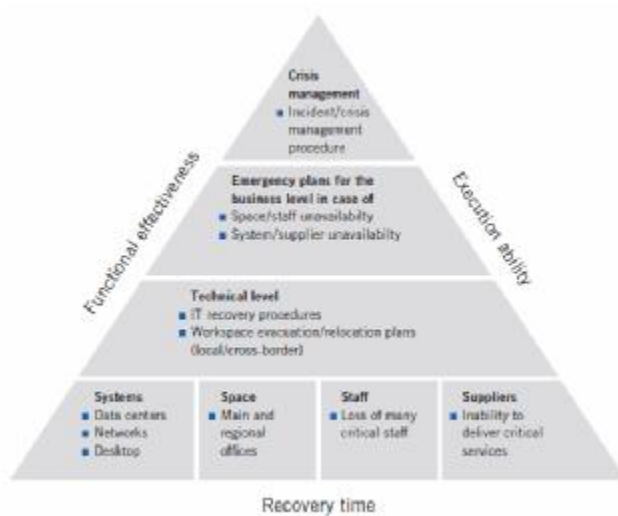 Crisis
management
Incident/crisis
management
procedure
Functional effectiveness
Execution ability
Emergency plans for the
business level in case of
Space/staff unavailabilty
System/supplier unavailabilty
Technical level
IT recovery procedures
Workspace evacuation/relocation plans
(local/cross-border)
Systems
Data centers
Networks
Desktop
Space
Main and
regional
offices
Staff
Loss of many
critical staff
Suppliers
Inability to
deliver critical
services
Recovery time